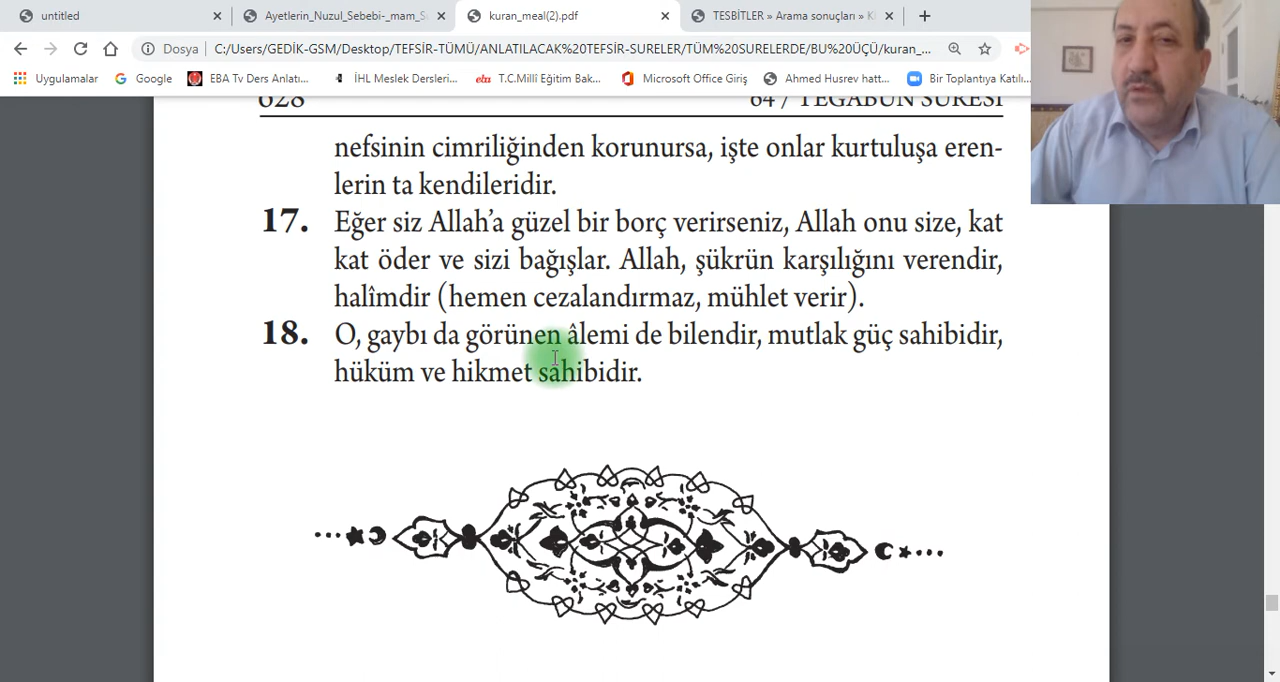 untitled
Ayetlerin_Nuzul_Sebebi-_mam_S
kuran_meal(2).pdf
TESBİTLER » Arama sonuçları » K
Dosya
C:/Users/GEDİK-GSM/Desktop/TEFSİR-TÜMÜ/ANLATILACAK%20TEFSİR-SURELER/TÜM%20SURELERDE/BU%20ÜÇÜ/kuran_...
Uygulamalar
Google
EBA Tv Ders Anlatı...
İHL Meslek Dersleri...
eba
T.C.Millî Eğitim Bak...
Microsoft Office Giriş
Ahmed Husrev hatt...
Bir Toplantıya Katılı...
628
64 / TEĞABÜN SÛRESİ
nefsinin cimriliğinden korunursa, işte onlar kurtuluşa eren-
lerin ta kendileridir.
17. Eğer siz Allah’a güzel bir borç verirseniz, Allah onu size, kat
kat öder ve sizi bağışlar. Allah, şükrün karşılığını verendir,
halîmdir (hemen cezalandırmaz, mühlet verir).
18. O, gaybı da görünen âlemi de bilendir, mutlak güç sahibidir,
hüküm ve hikmet sahibidir.